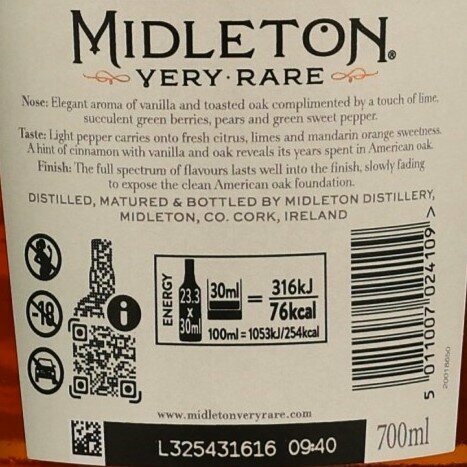 MIDLETON®
VERY·RARE
Nose: Elegant aroma of vanilla and toasted oak complimented by a touch of lime,
succulent green berries, pears and green sweet pepper.
Taste: Light pepper carries onto fresh citrus, limes and mandarin orange sweetness.
A hint of cinnamon with vanilla and oak reveals its years spent in American oak.
Finish: The full spectrum of flavours lasts well into the finish, slowly fading
to expose the clean American oak foundation.
DISTILLED, MATURED & BOTTLED BY MIDLETON DISTILLERY,
MIDLETON, CO. CORK, IRELAND
-18
i
ENERGY
23.3
x
30ml
30ml
=
316kJ
76kcal
100ml = 1053kJ/254kcal
5 011007 024109 >
20018650
www.midletonveryrare.com
L325431616 09:40
700ml